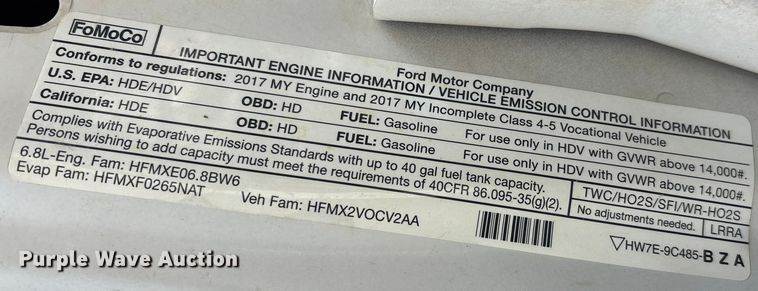 FoMoCo
Ford Motor Company
IMPORTANT ENGINE INFORMATION / VEHICLE EMISSION CONTROL INFORMATION
Conforms to regulations: 2017 MY Engine and 2017 MY Incomplete Class 4-5 Vocational Vehicle
U.S. EPA: HDE/HDV OBD: HD FUEL: Gasoline For use only in HDV with GVWR above 14,000#.
California: HDE OBD: HD FUEL: Gasoline For use only in HDV with GVWR above 14,000#.
Complies with Evaporative Emissions Standards with up to 40 gal fuel tank capacity.
Persons wishing to add capacity must meet the requirements of 40CFR 86.095-35(g)(2).
6.8L-Eng. Fam: HFMXE06.8BW6
Evap Fam: HFMXF0265NAT
Veh Fam: HFMX2VOCV2AA
TWC/HO2S/SFI/WR-HO2S
No adjustments needed. LRRA
▽HW7E-9C485-B Z A
Purple Wave Auction